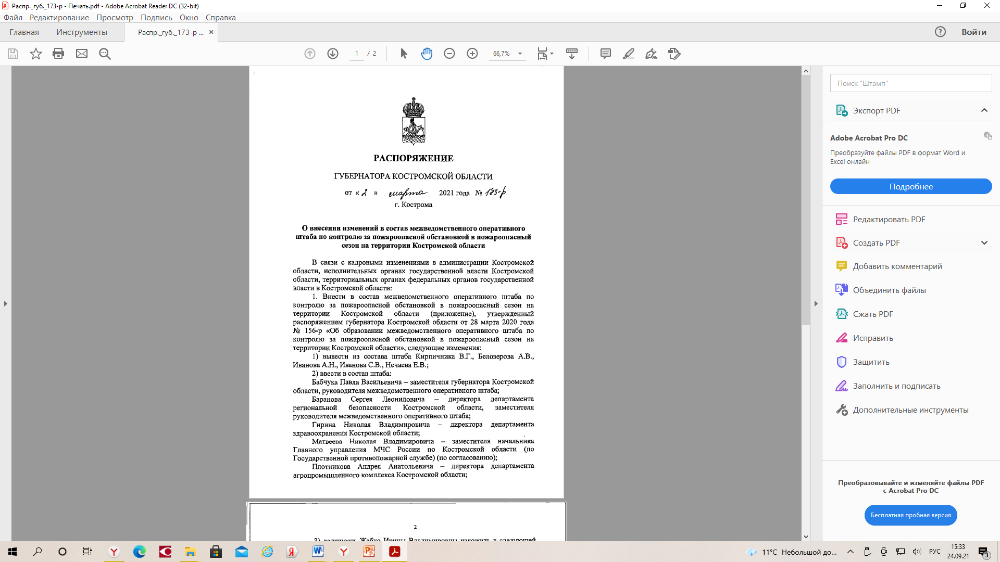 Распр._губ._173-р - Печать.pdf - Adobe Acrobat Reader DC (32-bit)
Файл Редактирование Просмотр Подпись Окно Справка
Главная Инструменты Распр._губ._173-р ... Войти
1 / 2 66,7%
РАСПОРЯЖЕНИЕ
ГУБЕРНАТОРА КОСТРОМСКОЙ ОБЛАСТИ
от « 2 » марта 2021 года № 173-р
г. Кострома
О внесении изменений в состав межведомственного оперативного
штаба по контролю за пожароопасной обстановкой в пожароопасный
сезон на территории Костромской области
В связи с кадровыми изменениями в администрации Костромской
области, исполнительных органах государственной власти Костромской
области, территориальных органах федеральных органов государственной
власти в Костромской области:
1. Внести в состав межведомственного оперативного штаба по
контролю за пожароопасной обстановкой в пожароопасный сезон на
территории Костромской области (приложение), утвержденный
распоряжением губернатора Костромской области от 28 марта 2020 года
№ 156-р «Об образовании межведомственного оперативного штаба по
контролю за пожароопасной обстановкой в пожароопасный сезон на
территории Костромской области», следующие изменения:
1) вывести из состава штаба Кирпичника В.Г., Белозерова А.В.,
Иванова А.Н., Иванова С.В., Нечаева Е.В.;
2) ввести в состав штаба:
Бабчука Павла Васильевича – заместителя губернатора Костромской
области, руководителя межведомственного оперативного штаба;
Баранова Сергея Леонидовича – директора департамента
региональной безопасности Костромской области, заместителя
руководителя межведомственного оперативного штаба;
Гирина Николая Владимировича – директора департамента
здравоохранения Костромской области;
Матвеева Николая Владимировича – заместителя начальника
Главного управления МЧС России по Костромской области (по
Государственной противопожарной службе) (по согласованию);
Плотникова Андрея Анатольевича – директора департамента
агропромышленного комплекса Костромской области;
2
3) должность Жабко Ирины Владимировны изложить в следующей
Поиск "Штамп"
Экспорт PDF
Adobe Acrobat Pro DC
Преобразуйте файлы PDF в формат Word и
Excel онлайн
Подробнее
Редактировать PDF
Создать PDF
Добавить комментарий
Объединить файлы
Сжать PDF
Исправить
Защитить
Заполнить и подписать
Дополнительные инструменты
Преобразовывайте и изменяйте файлы PDF
с Acrobat Pro DC
Бесплатная пробная версия
11°C Небольшой до... РУС 15:33
24.09.21 3